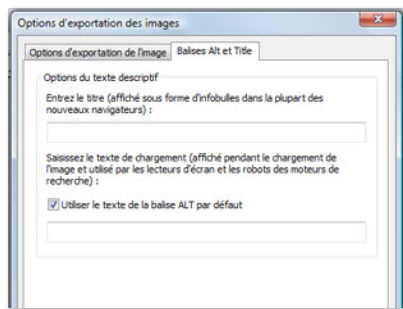 Options d'exportation des images
Options d'exportation de l'image
Balises Alt et Title
Options du texte descriptif
Entrez le titre (affiché sous forme d'infobulles dans la plupart des
nouveaux navigateurs) :
Saisissez le texte de chargement (affiché pendant le chargement de
l'image et utilisé par les lecteurs d'écran et les robots des moteurs de
recherche) :
Utiliser le texte de la balise ALT par défaut